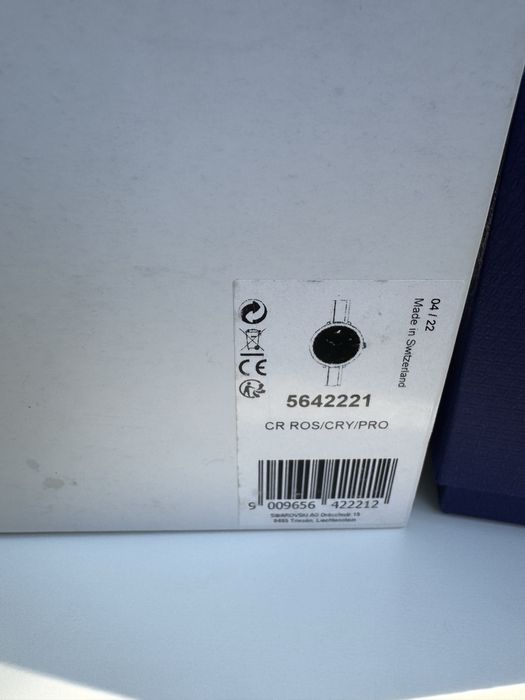 04 / 22
Made in Switzerland
CE
5642221
CR ROS/CRY/PRO
9 009656 422212
SWAROVSKI AG Dröschistr. 15
9495 Triesen, Liechtenstein